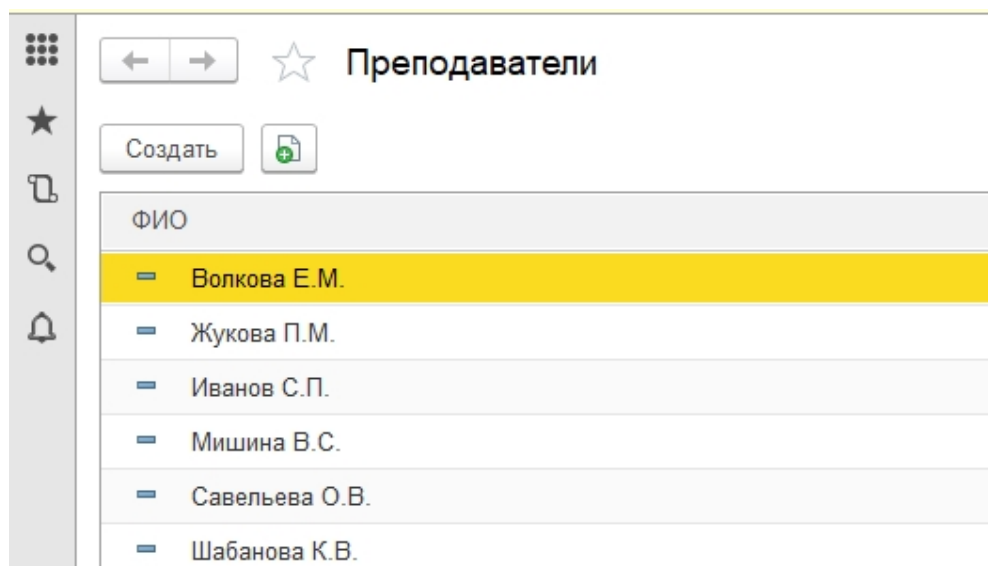 Преподаватели
Создать
ФИО
Волкова Е.М.
Жукова П.М.
Иванов С.П.
Мишина В.С.
Савельева О.В.
Шабанова К.В.